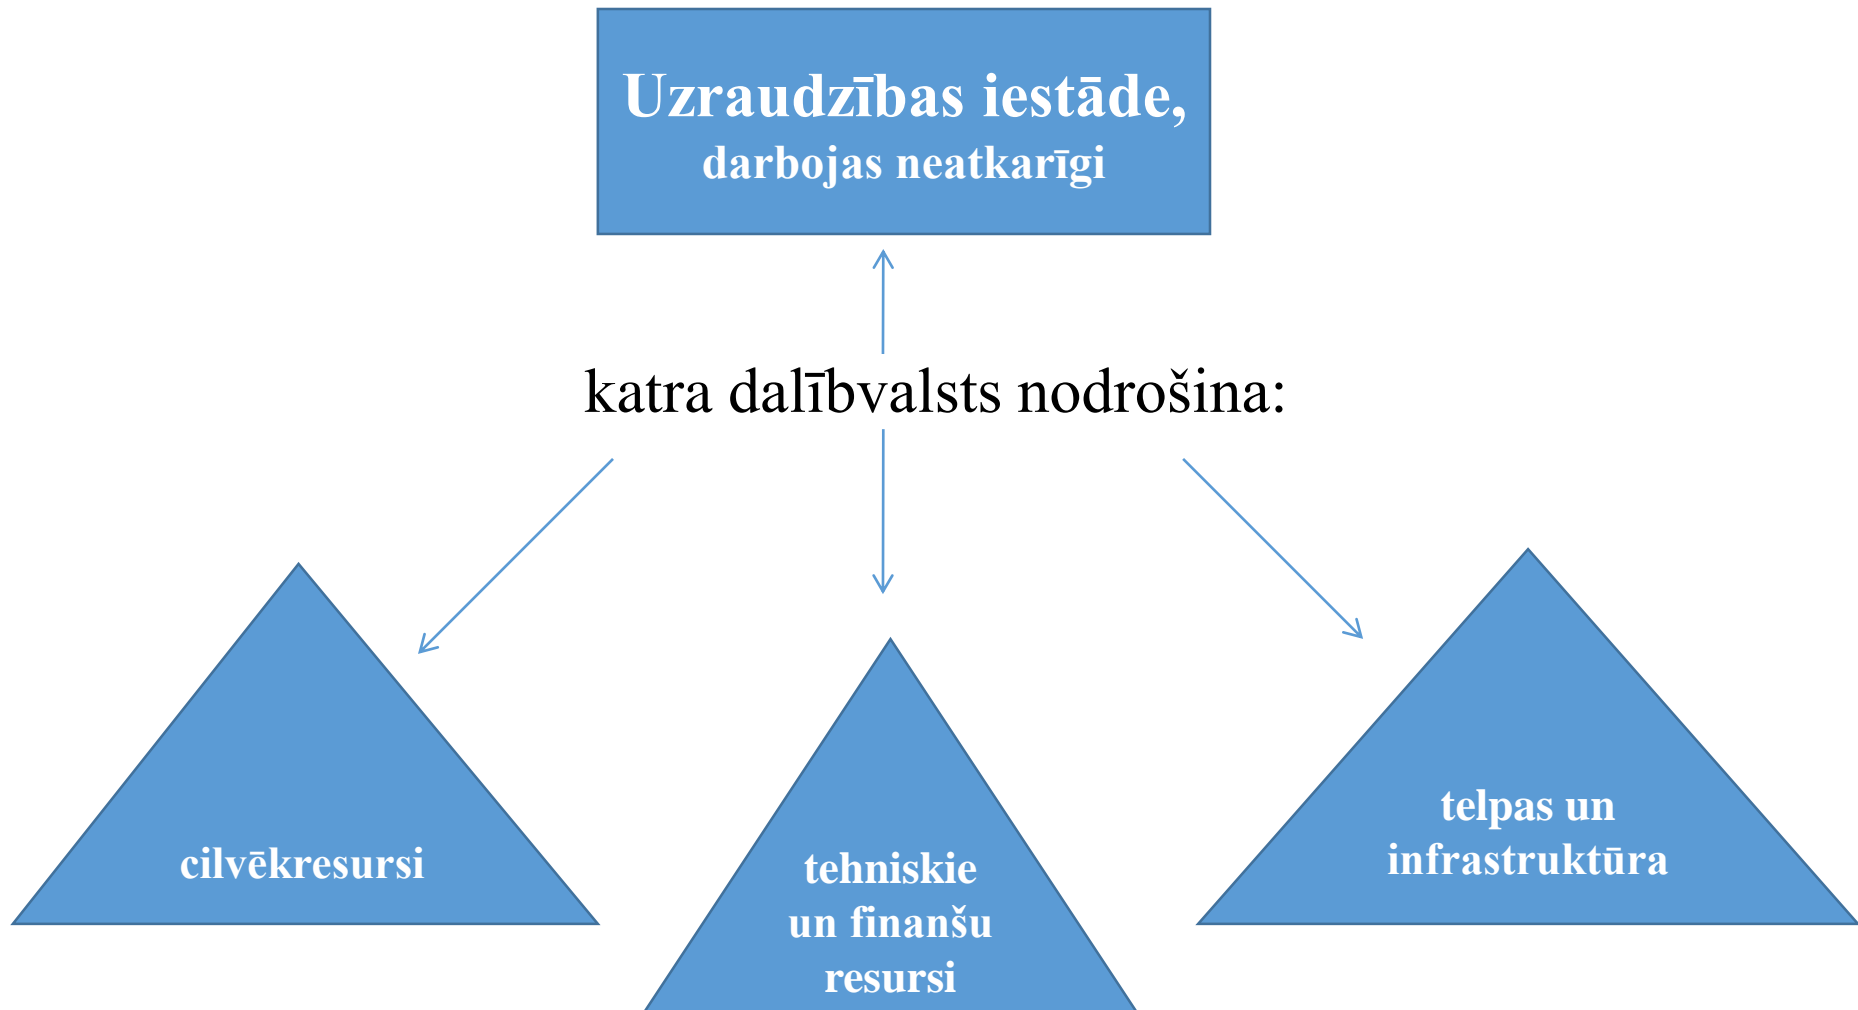 Uzraudzības iestāde,
darbojas neatkarīgi
katra dalībvalsts nodrošina:
cilvēkresursi
tehniskie
un finanšu
resursi
telpas un
infrastruktūra